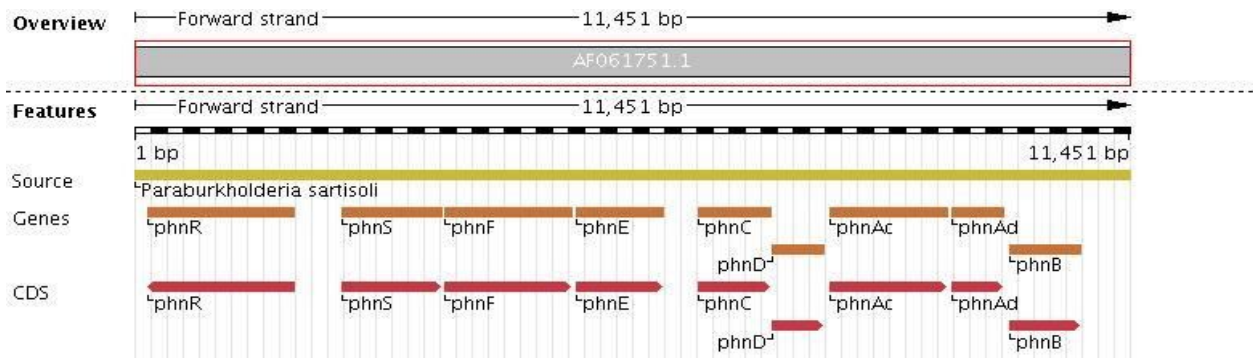 Overview Forward strand 11,451 bp
AF061751.1
Features Forward strand 11,451 bp
1 bp 11,451 bp
Source
Paraburkholderia sartisoli
Genes
phnR phnS phnF phnE phnC phnAc phnAd
phnD phnB
CDS
phnR phnS phnF phnE phnC phnAc phnAd
phnD phnB